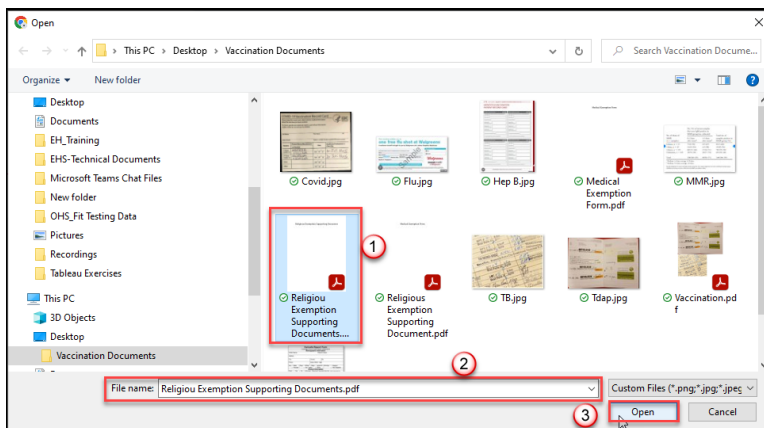 Open
This PC > Desktop > Vaccination Documents
Search Vaccination Docume...
Organize
New folder
Desktop
Documents
EH_Training
EHS-Technical Documents
Microsoft Teams Chat Files
New folder
OHS_Fit Testing Data
Pictures
Recordings
Tableau Exercises
This PC
3D Objects
Desktop
Vaccination Documents
Covid.jpg
Flu.jpg
Hep B.jpg
Medical
Exemption
Form.pdf
MMR.jpg
1
Religiou
Exemption
Supporting
Documents....
Religious
Exemption
Supporting
Document.pdf
TB.jpg
Tdap.jpg
Vaccination.pd
f
2
File name:
Religiou Exemption Supporting Documents.pdf
Custom Files (*.png;*.jpg;*.jpeg
3
Open
Cancel